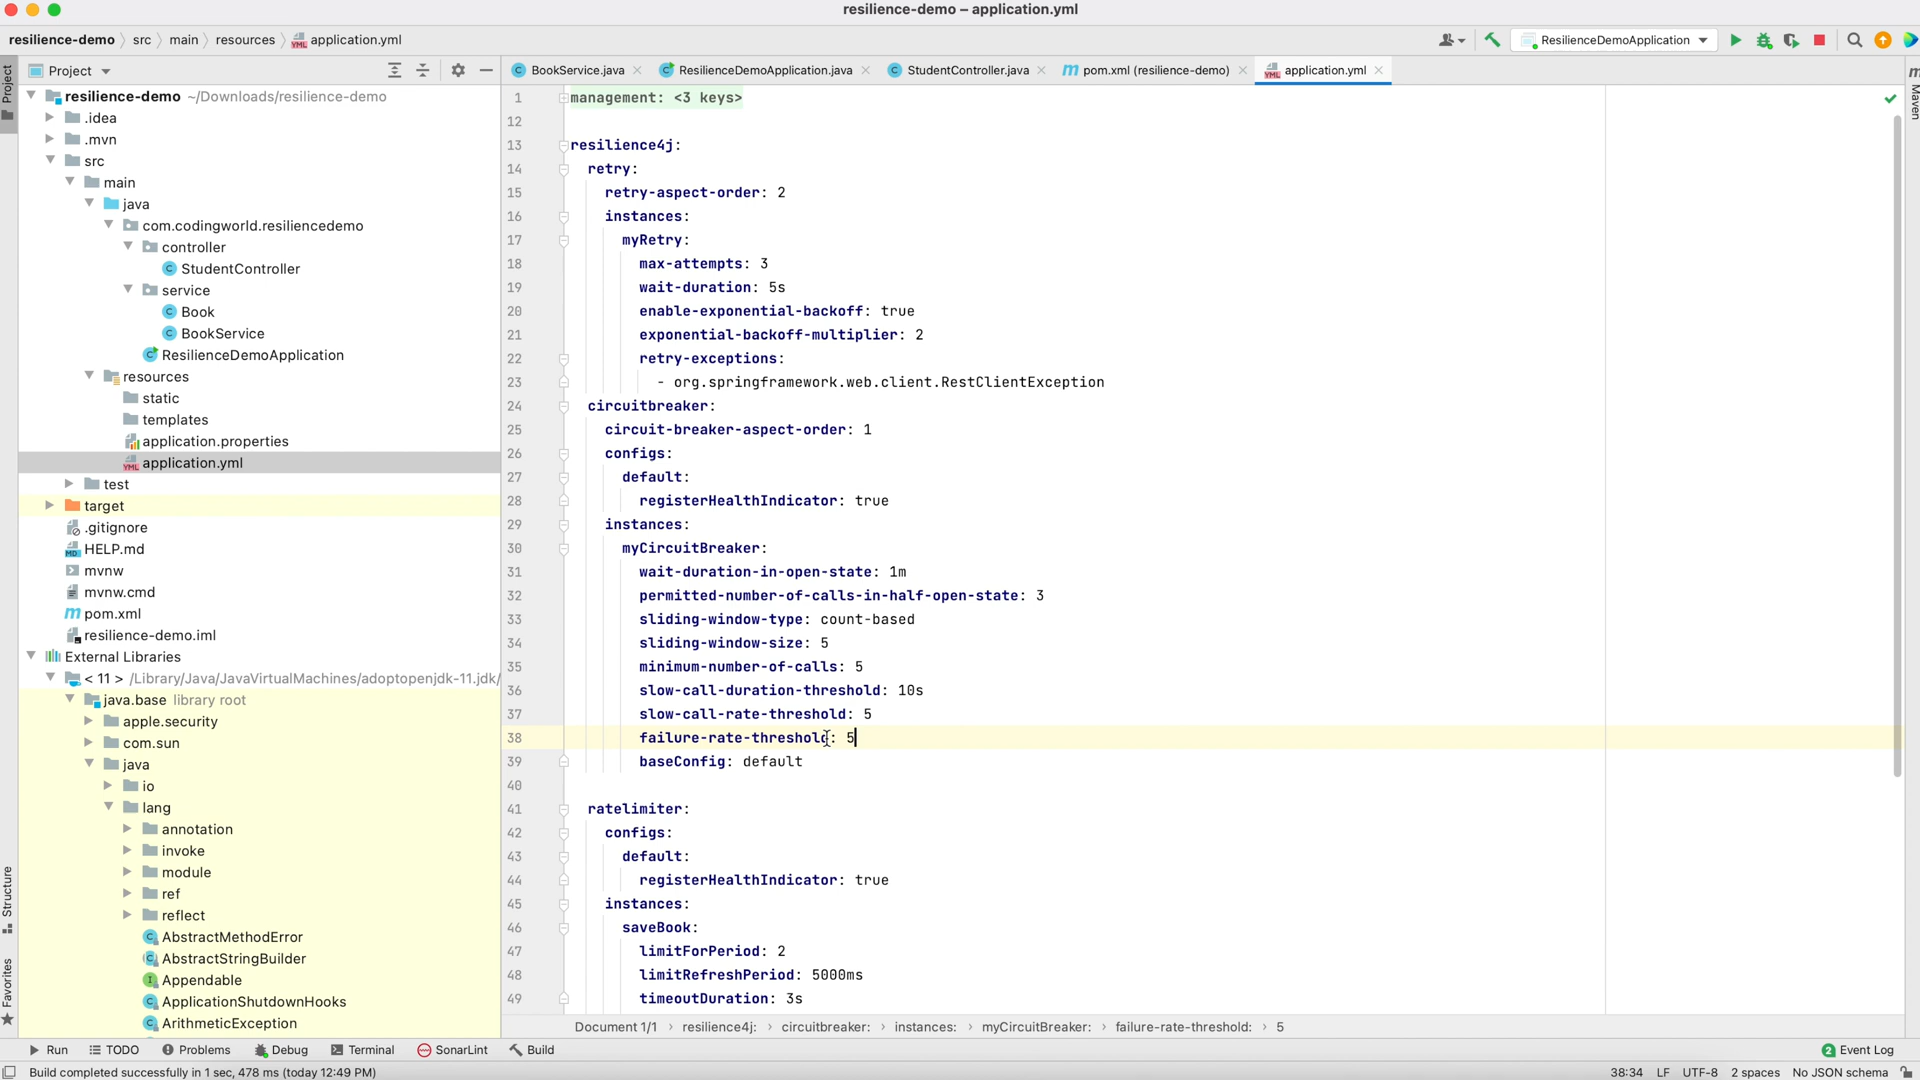 resilience-demo – application.yml
resilience-demo src main resources application.yml
ResilienceDemoApplication
Project
BookService.java
ResilienceDemoApplication.java
StudentController.java
pom.xml (resilience-demo)
application.yml
Project
Maven
Structure
Favorites
resilience-demo ~/Downloads/resilience-demo
.idea
.mvn
src
main
java
com.codingworld.resiliencedemo
controller
StudentController
service
Book
BookService
ResilienceDemoApplication
resources
static
templates
application.properties
application.yml
test
target
.gitignore
HELP.md
mvnw
mvnw.cmd
pom.xml
resilience-demo.iml
External Libraries
< 11 > /Library/Java/JavaVirtualMachines/adoptopenjdk-11.jdk/
java.base library root
apple.security
com.sun
java
io
lang
annotation
invoke
module
ref
reflect
AbstractMethodError
AbstractStringBuilder
Appendable
ApplicationShutdownHooks
ArithmeticException
1 management: <3 keys>
12
13 resilience4j:
14 retry:
15 retry-aspect-order: 2
16 instances:
17 myRetry:
18 max-attempts: 3
19 wait-duration: 5s
20 enable-exponential-backoff: true
21 exponential-backoff-multiplier: 2
22 retry-exceptions:
23 - org.springframework.web.client.RestClientException
24 circuitbreaker:
25 circuit-breaker-aspect-order: 1
26 configs:
27 default:
28 registerHealthIndicator: true
29 instances:
30 myCircuitBreaker:
31 wait-duration-in-open-state: 1m
32 permitted-number-of-calls-in-half-open-state: 3
33 sliding-window-type: count-based
34 sliding-window-size: 5
35 minimum-number-of-calls: 5
36 slow-call-duration-threshold: 10s
37 slow-call-rate-threshold: 5
38 failure-rate-threshold: 5
39 baseConfig: default
40
41 ratelimiter:
42 configs:
43 default:
44 registerHealthIndicator: true
45 instances:
46 saveBook:
47 limitForPeriod: 2
48 limitRefreshPeriod: 5000ms
49 timeoutDuration: 3s
Document 1/1 › resilience4j: › circuitbreaker: › instances: › myCircuitBreaker: › failure-rate-threshold: › 5
Run TODO Problems Debug Terminal SonarLint Build 2 Event Log
Build completed successfully in 1 sec, 478 ms (today 12:49 PM) 38:34 LF UTF-8 2 spaces No JSON schema